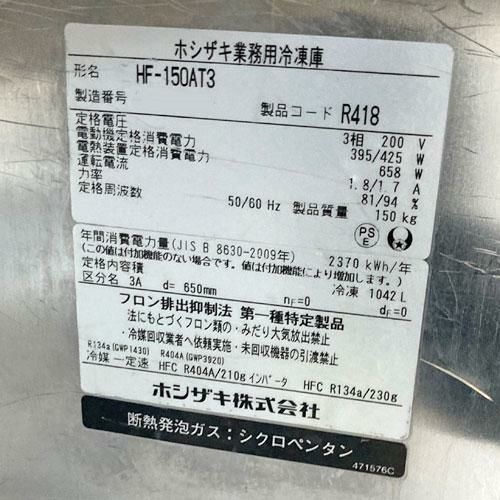 ホシザキ業務用冷凍庫
形名 HF-150AT3
製造番号 製品コード R418
定格電圧 3相 200 V
電動機定格消費電力 395/425 W
電熱装置定格消費電力 658 W
運転電流 1.8/1.7 A
力率 81/94 %
定格周波数 50/60 Hz 製品質量 150 kg
PS
E
年間消費電力量(JIS B 8630-2009年) 2370 kWh/年
(この値は付加機能のない場合です。値は付加機能により増加します。)
定格内容積 冷凍 1042 L
区分名 3A d= 650mm nF=0 dF=0
フロン排出抑制法 第一種特定製品
法にもとづくフロン類の・みだり大気放出禁止
・冷媒回収業者へ依頼実施・未回収機器の引渡禁止
R134a(GWP1430) R404A(GWP3920)
冷媒 一定速 HFC R404A/210g インバータ HFC R134a/230g
ホシザキ株式会社
断熱発泡ガス:シクロペンタン
471576C